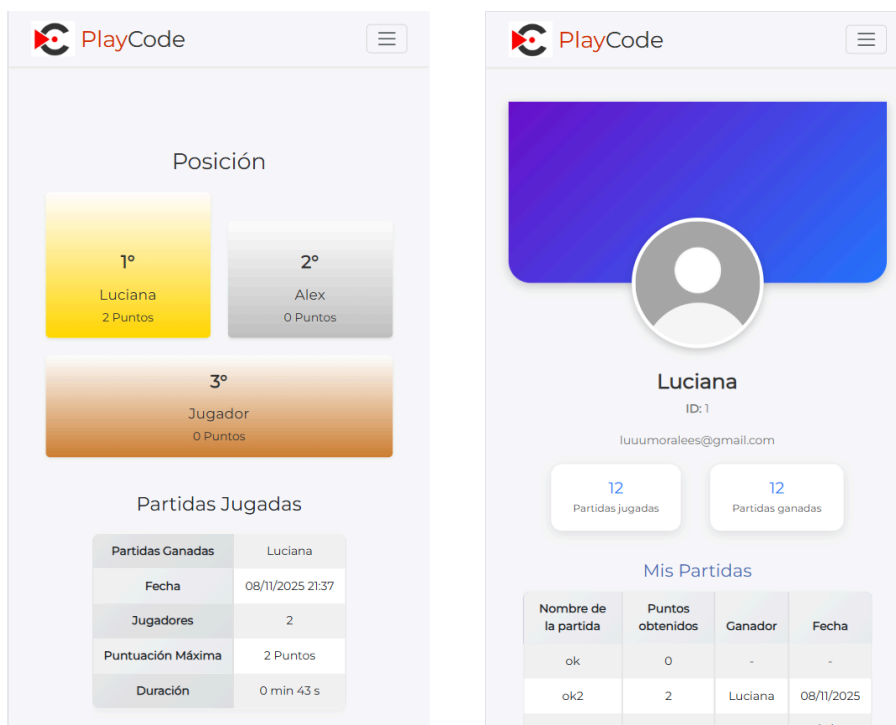 PlayCode
Posición
1°
Luciana
2 Puntos
2°
Alex
0 Puntos
3°
Jugador
0 Puntos
Partidas Jugadas
Partidas Ganadas Luciana
Fecha 08/11/2025 21:37
Jugadores 2
Puntuación Máxima 2 Puntos
Duración 0 min 43 s
PlayCode
Luciana
ID: 1
luuumoralees@gmail.com
12
Partidas jugadas
12
Partidas ganadas
Mis Partidas
Nombre de la partida Puntos obtenidos Ganador Fecha
ok 0 - -
ok2 2 Luciana 08/11/2025